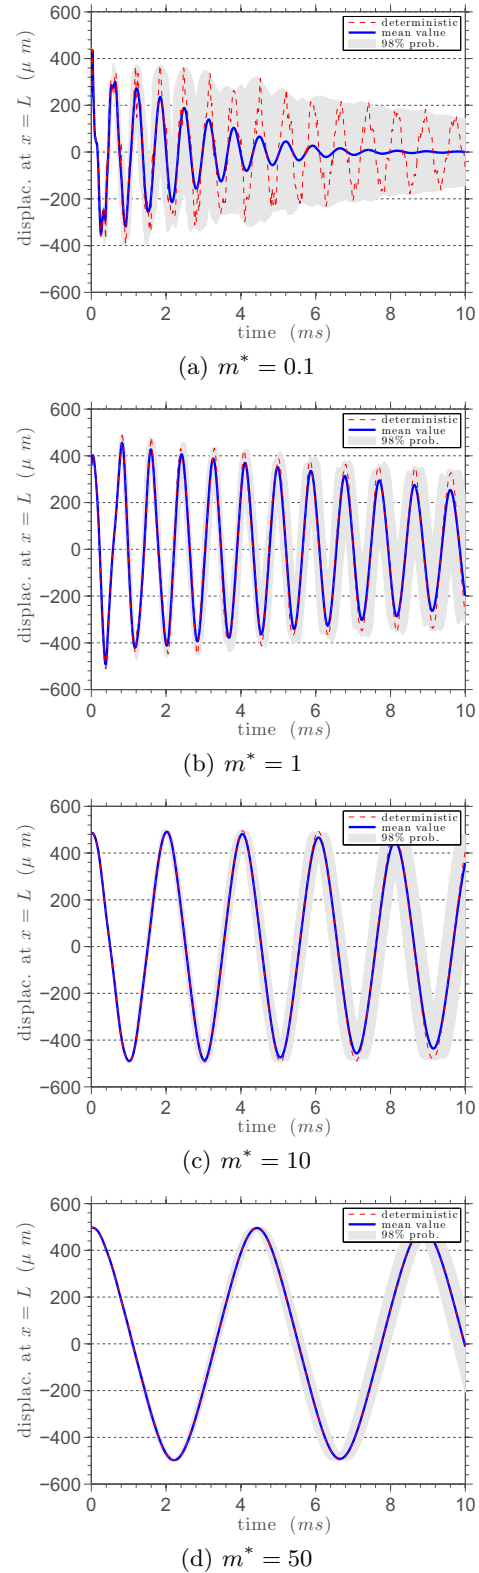 600
400
200
0
−200
−400
−600
displac. at x = L (μ m)
deterministic
mean value
98% prob.
0 2 4 6 8 10
time (ms)
(a) m* = 0.1
600
400
200
0
−200
−400
−600
displac. at x = L (μ m)
deterministic
mean value
98% prob.
0 2 4 6 8 10
time (ms)
(b) m* = 1
600
400
200
0
−200
−400
−600
displac. at x = L (μ m)
deterministic
mean value
98% prob.
0 2 4 6 8 10
time (ms)
(c) m* = 10
600
400
200
0
−200
−400
−600
displac. at x = L (μ m)
deterministic
mean value
98% prob.
0 2 4 6 8 10
time (ms)
(d) m* = 50